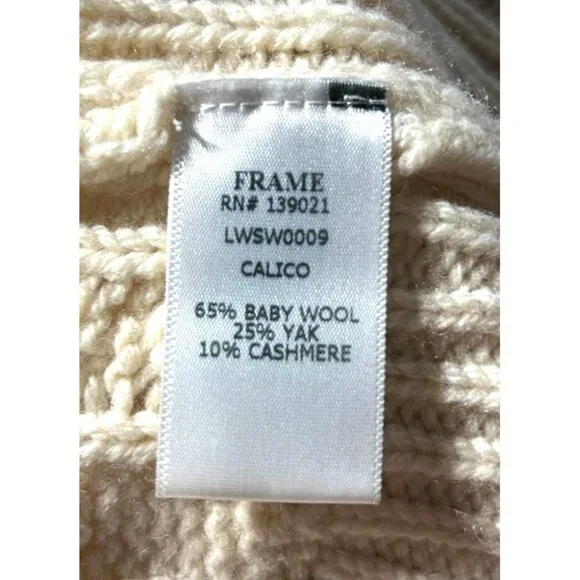 FRAME
RN# 139021
LWSW0009
CALICO
65% BABY WOOL
25% YAK
10% CASHMERE